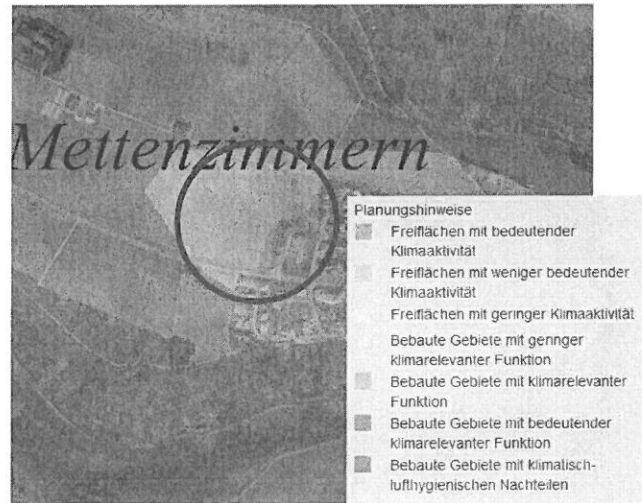 Mettenzimmern
Planungshinweise
Freiflächen mit bedeutender
Klimaaktivität
Freiflächen mit weniger bedeutender
Klimaaktivität
Freiflächen mit geringer Klimaaktivität
Bebaute Gebiete mit geringer
klimarelevanter Funktion
Bebaute Gebiete mit klimarelevanter
Funktion
Bebaute Gebiete mit bedeutender
klimarelevanter Funktion
Bebaute Gebiete mit klimatisch-
lufthygienischen Nachteilen